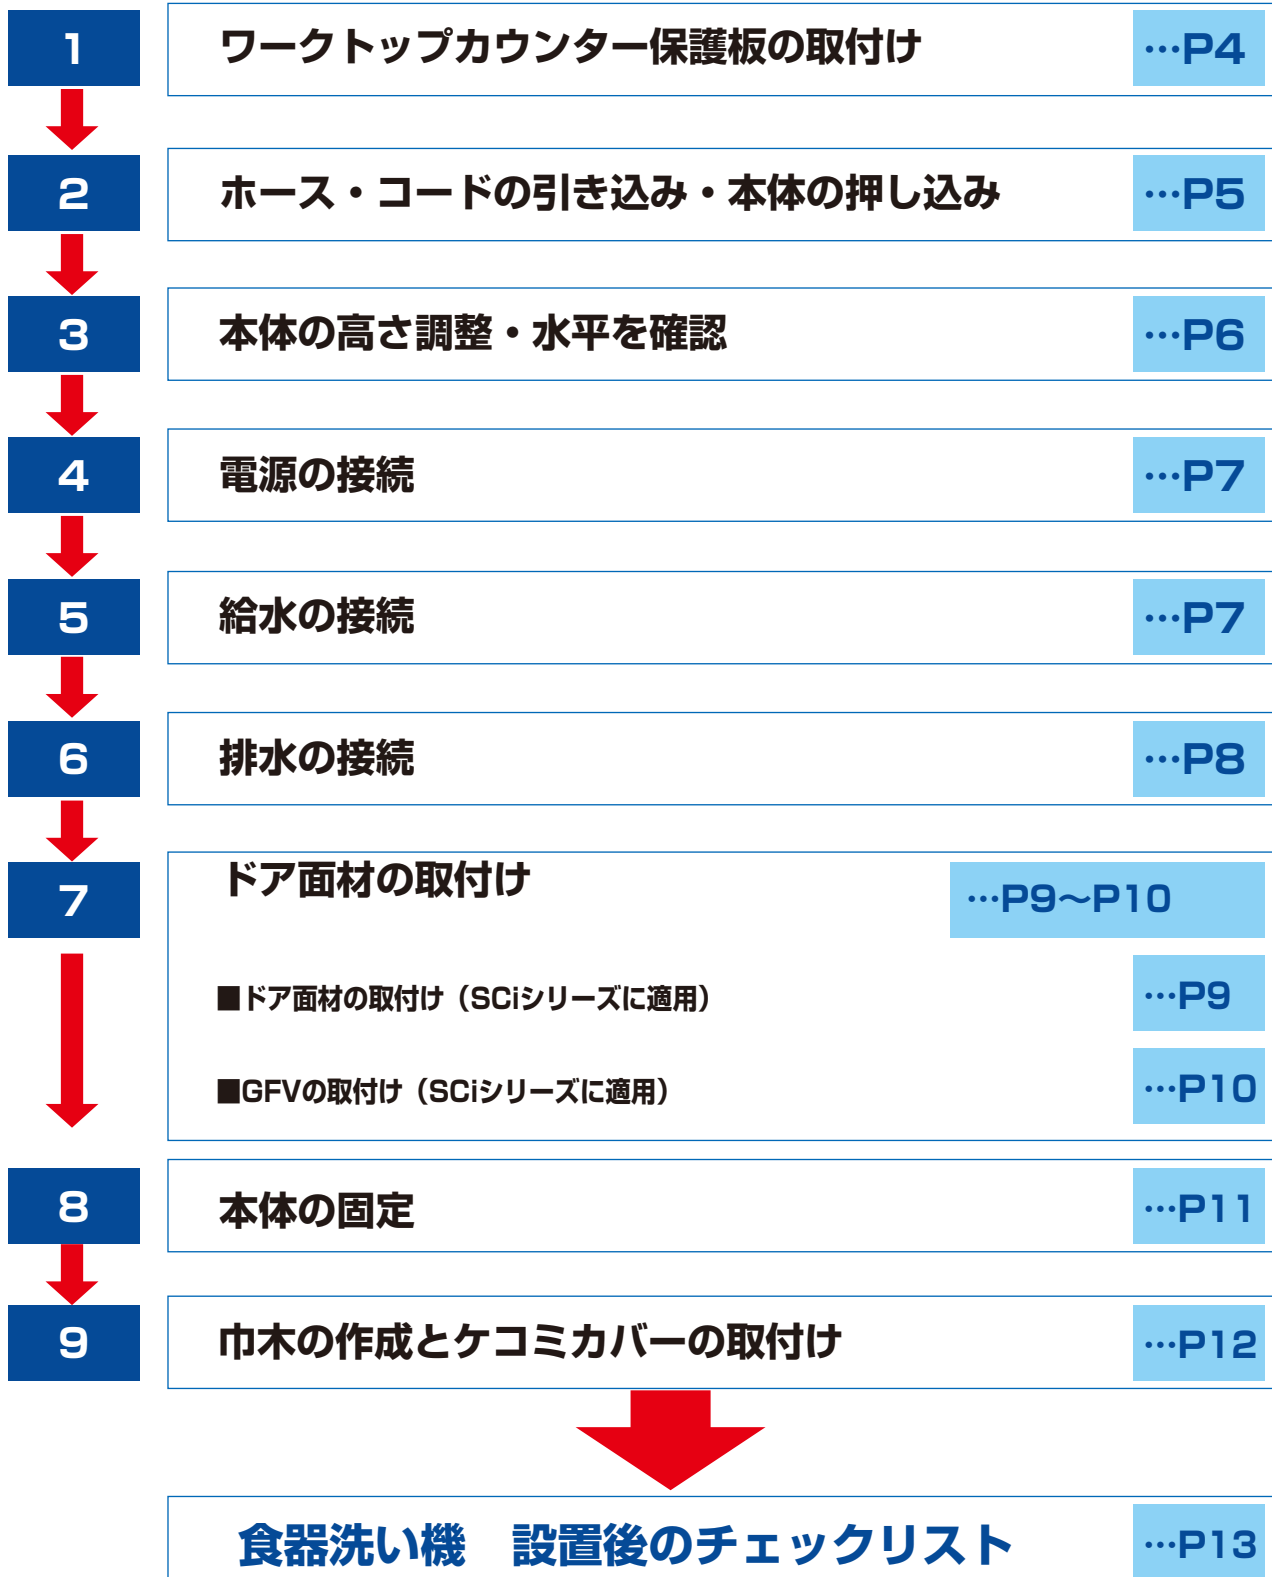 1 ワークトップカウンター保護板の取付け …P4
2 ホース・コードの引き込み・本体の押し込み …P5
3 本体の高さ調整・水平を確認 …P6
4 電源の接続 …P7
5 給水の接続 …P7
6 排水の接続 …P8
7 ドア面材の取付け …P9～P10
■ドア面材の取付け（SCiシリーズに適用） …P9
■GFVの取付け（SCiシリーズに適用） …P10
8 本体の固定 …P11
9 巾木の作成とケコミカバーの取付け …P12
食器洗い機　設置後のチェックリスト …P13